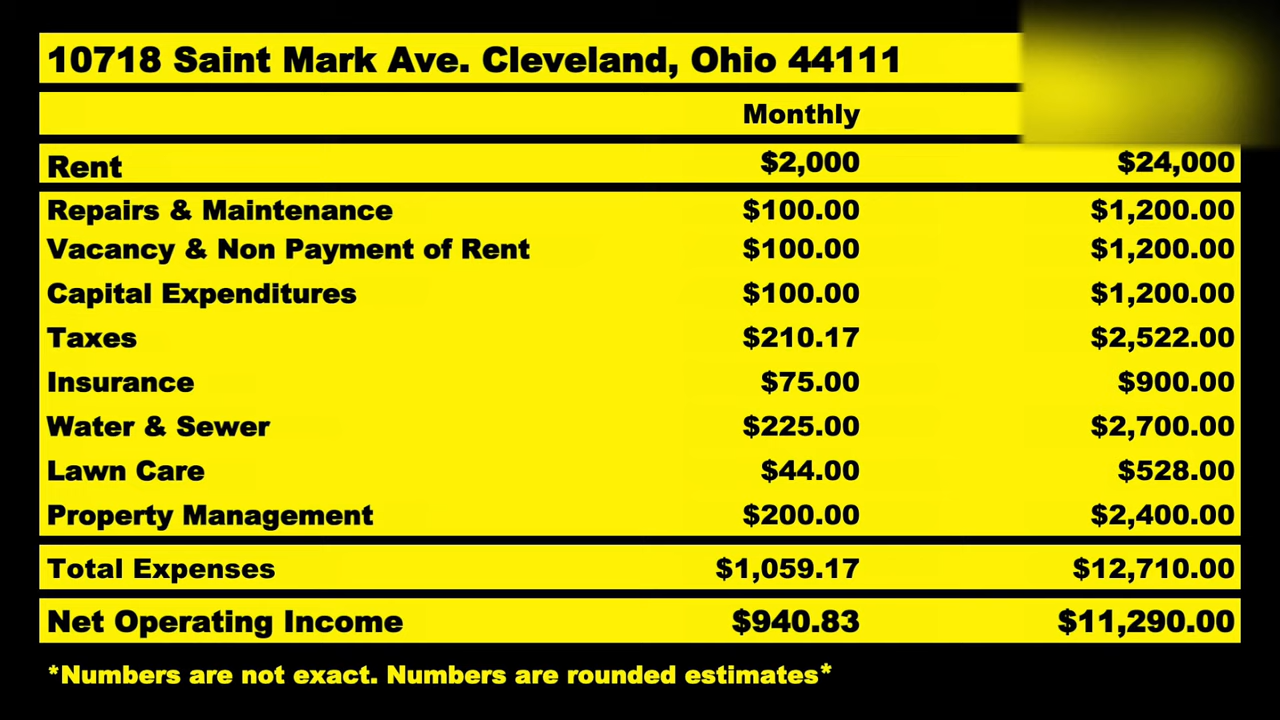 10718 Saint Mark Ave. Cleveland, Ohio 44111
Monthly
Rent $2,000 $24,000
Repairs & Maintenance $100.00 $1,200.00
Vacancy & Non Payment of Rent $100.00 $1,200.00
Capital Expenditures $100.00 $1,200.00
Taxes $210.17 $2,522.00
Insurance $75.00 $900.00
Water & Sewer $225.00 $2,700.00
Lawn Care $44.00 $528.00
Property Management $200.00 $2,400.00
Total Expenses $1,059.17 $12,710.00
Net Operating Income $940.83 $11,290.00
*Numbers are not exact. Numbers are rounded estimates*